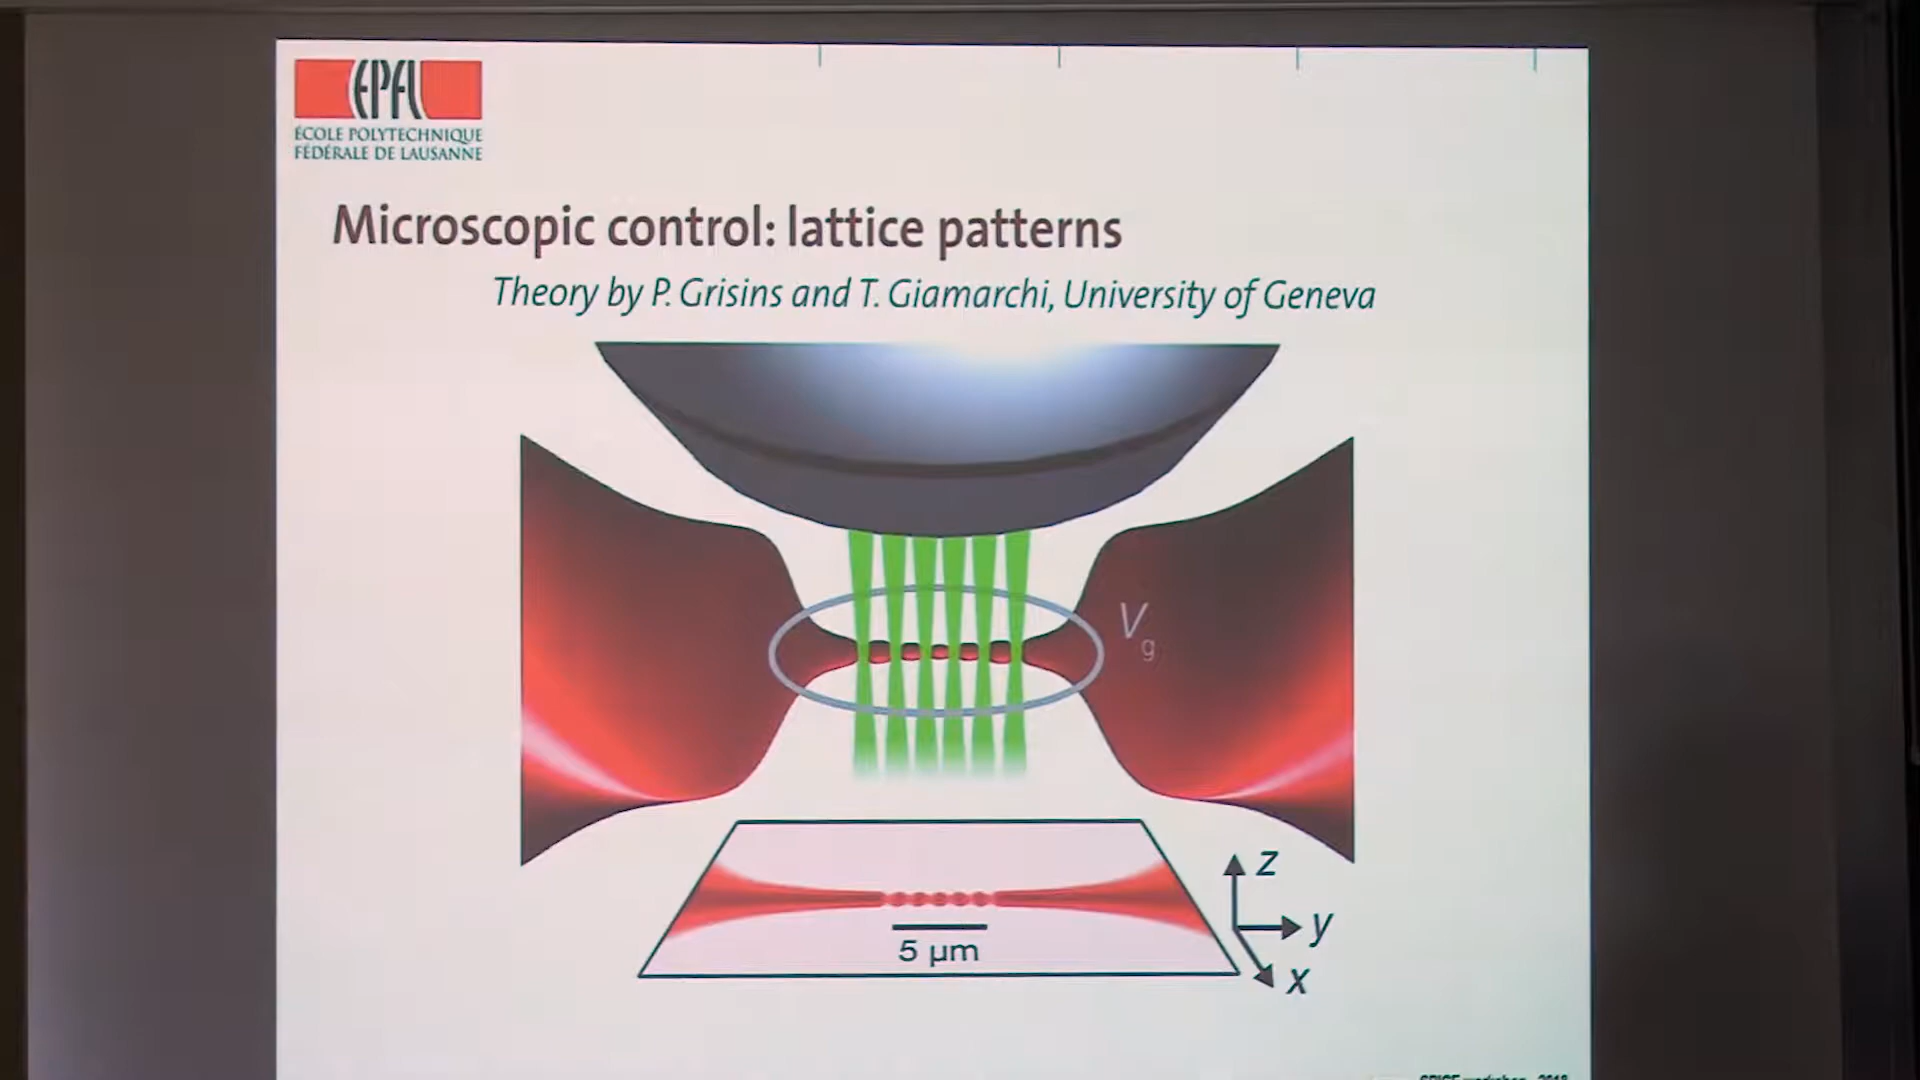 EPFL
ÉCOLE POLYTECHNIQUE
FÉDÉRALE DE LAUSANNE
Microscopic control: lattice patterns
Theory by P. Grisins and T. Giamarchi, University of Geneva
Vg
5 µm
z
y
x